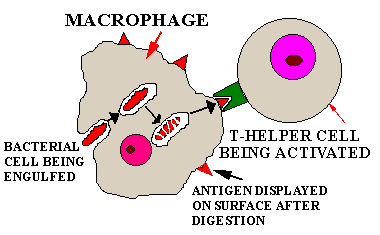 MACROPHAGE
T-HELPER CELL
BEING ACTIVATED
BACTERIAL
CELL BEING
ENGULFED
ANTIGEN DISPLAYED
ON SURFACE AFTER
DIGESTION